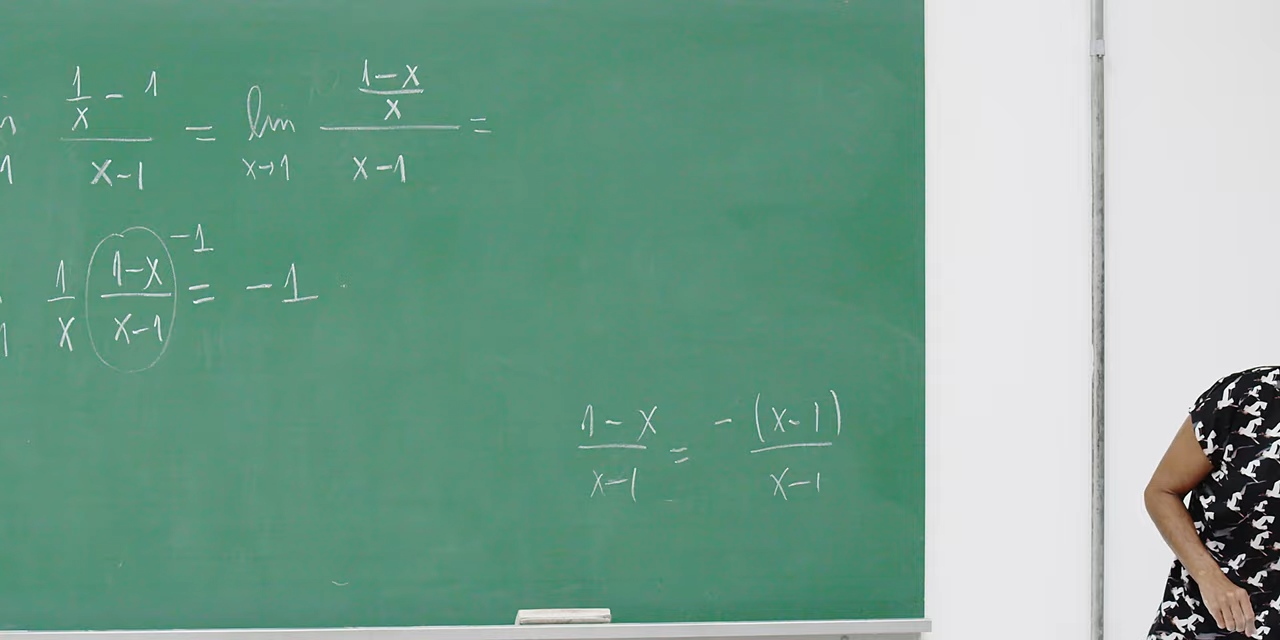 1/x - 1 / x-1 = lim x→1 (1-x / x) / x-1 =
1/x (1-x / x-1) -1 = -1
1-x / x-1 = -(x-1) / x-1